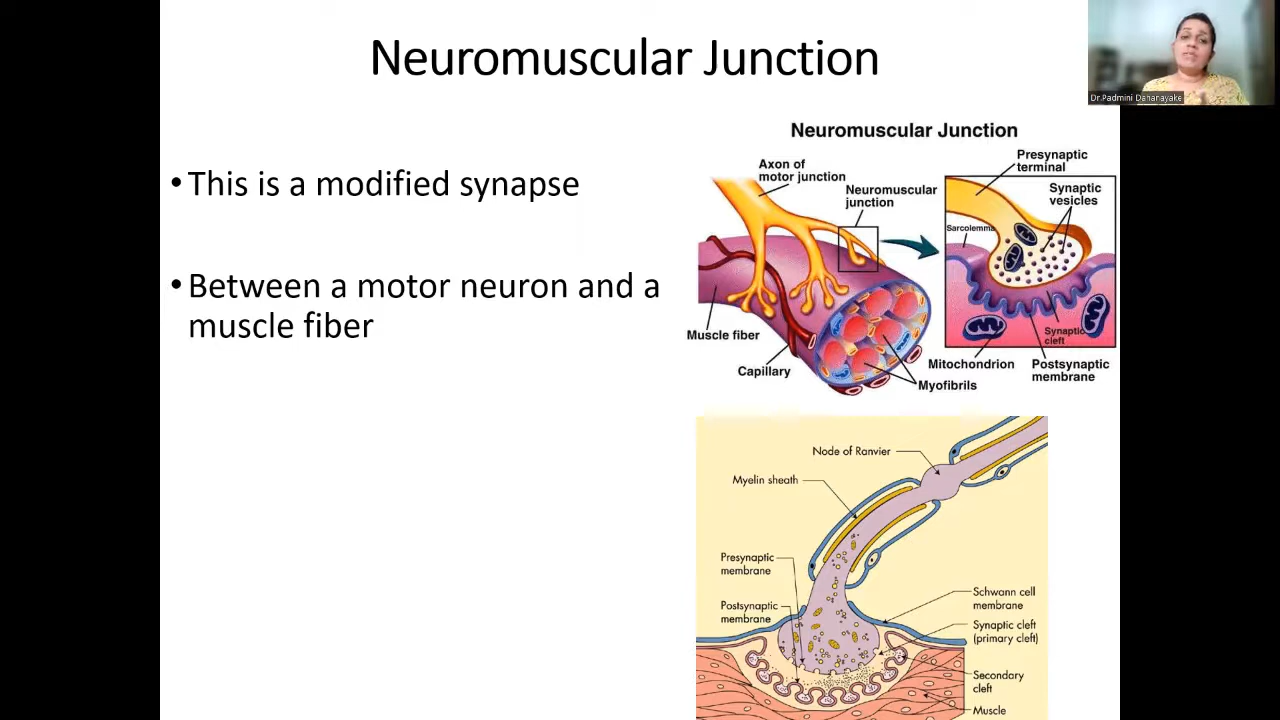 Neuromuscular Junction
Dr.Padmini Dahanayake
• This is a modified synapse
• Between a motor neuron and a
muscle fiber
Neuromuscular Junction
Axon of
motor junction
Neuromuscular
junction
Presynaptic
terminal
Synaptic
vesicles
Sarcolemma
Muscle fiber
Capillary
Myofibrils
Mitochondrion
Synaptic
cleft
Postsynaptic
membrane
Node of Ranvier
Myelin sheath
Presynaptic
membrane
Postsynaptic
membrane
Schwann cell
membrane
Synaptic cleft
(primary cleft)
Secondary
cleft
Muscle